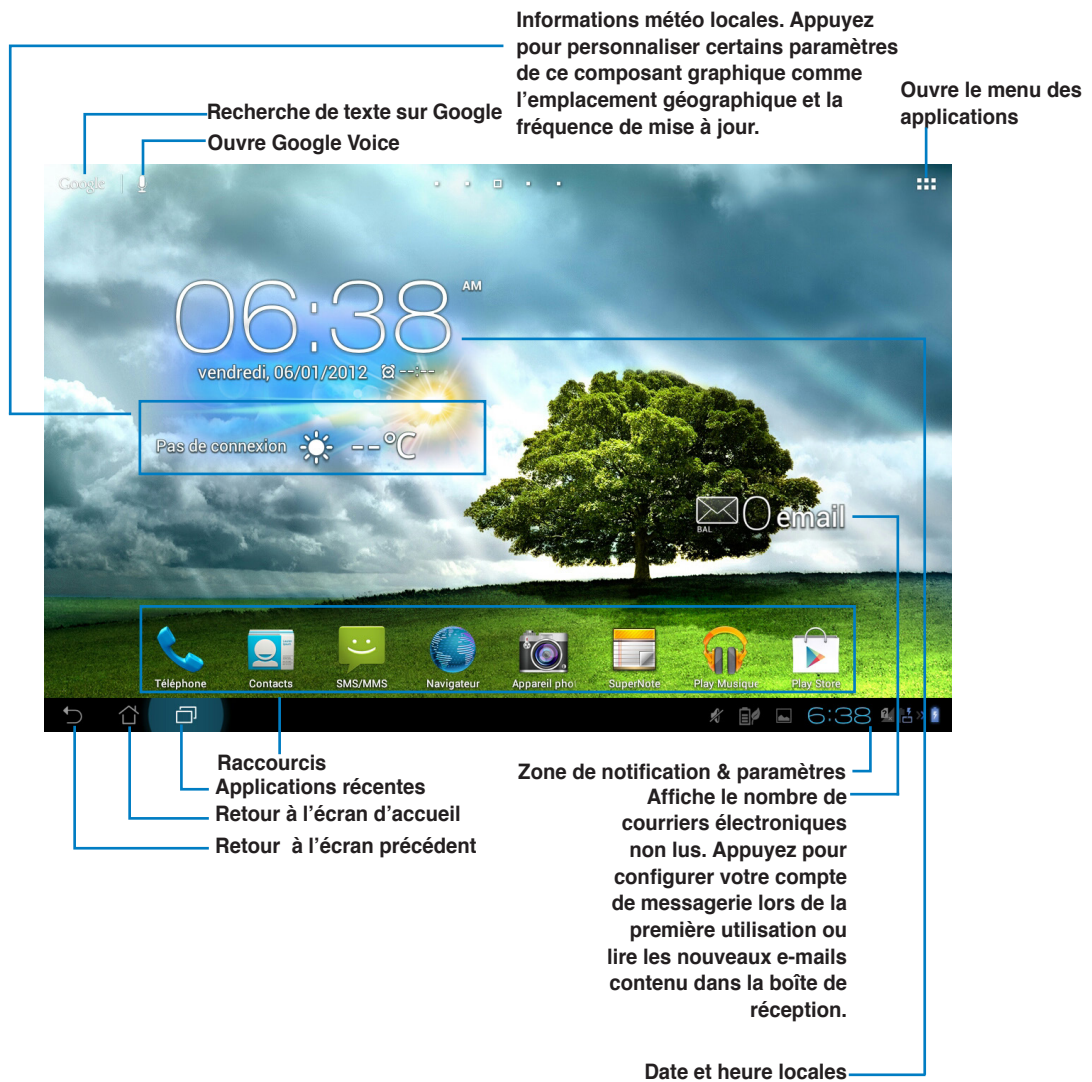 Informations météo locales. Appuyez
pour personnaliser certains paramètres
de ce composant graphique comme
l'emplacement géographique et la
fréquence de mise à jour.
Ouvre le menu des
applications
Recherche de texte sur Google
Ouvre Google Voice
Google
06:38 AM
vendredi, 06/01/2012 --:--
Pas de connexion --°C
BAL
0 email
Téléphone
Contacts
SMS/MMS
Navigateur
Appareil pho
SuperNote
Play Musique
Play Store
6:38
Raccourcis
Applications récentes
Retour à l'écran d'accueil
Retour  à l'écran précédent
Zone de notification & paramètres
Affiche le nombre de
courriers électroniques
non lus. Appuyez pour
configurer votre compte
de messagerie lors de la
première utilisation ou
lire les nouveaux e-mails
contenu dans la boîte de
réception.
Date et heure locales